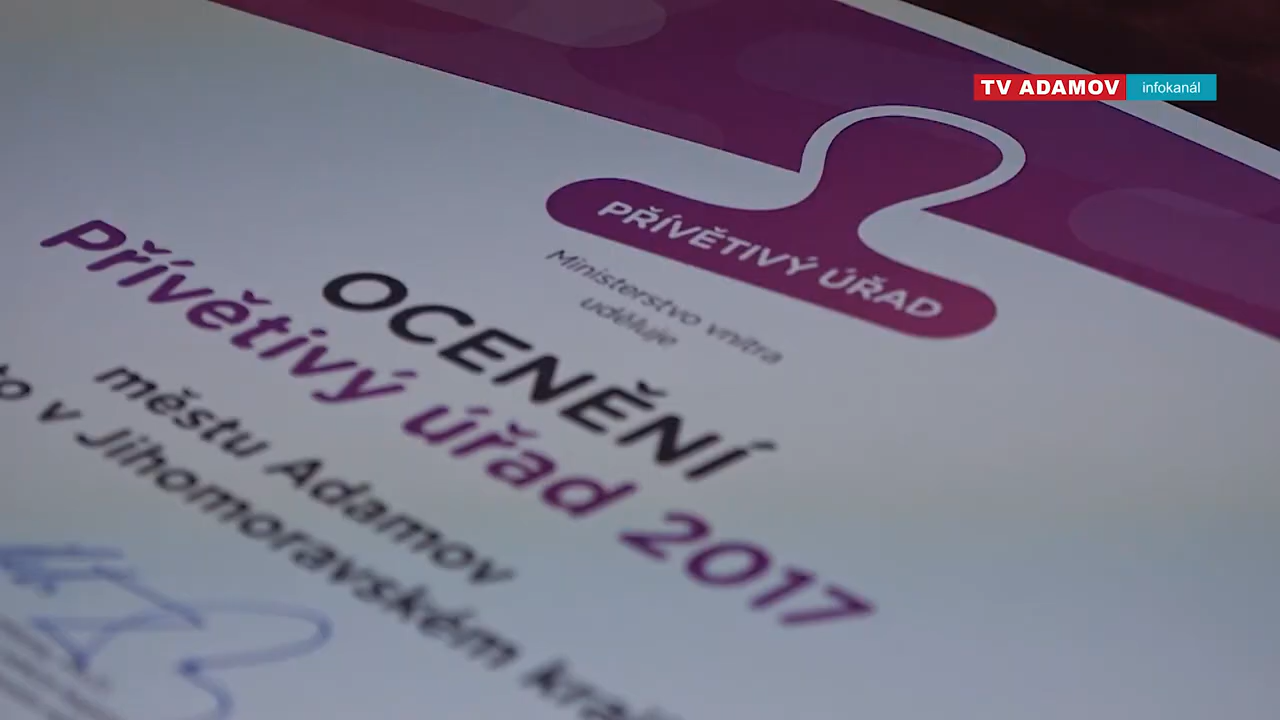 TV ADAMOV infokanál
PŘÍVĚTIVÝ ÚŘAD
Ministerstvo vnitra
uděluje
OCENĚNÍ
Přívětivý úřad 2017
městu Adamov
v Jihomoravském